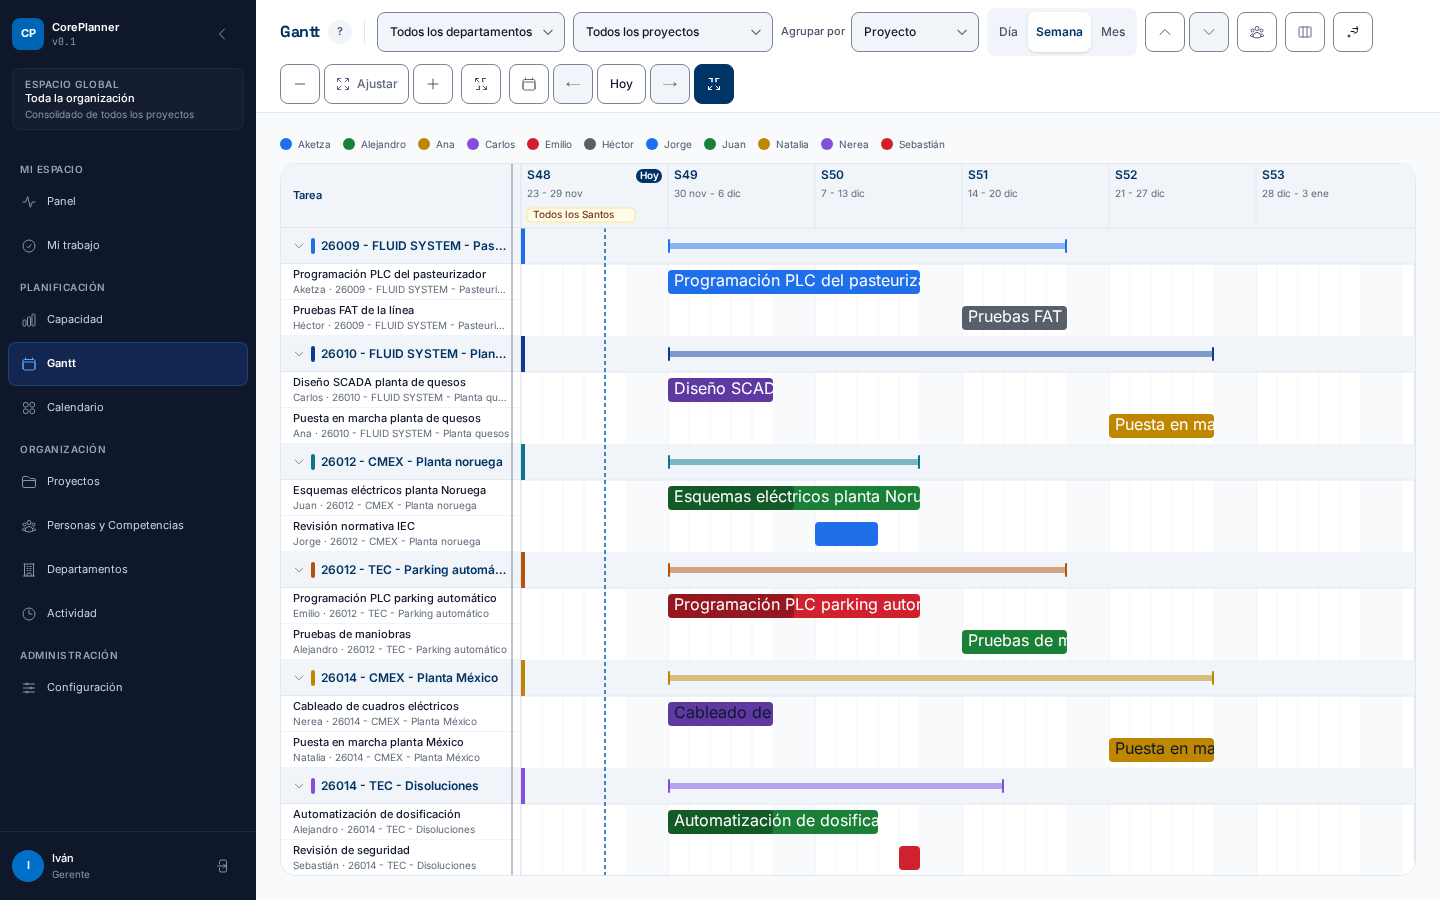 CP
CorePlanner
v0.1
ESPACIO GLOBAL
Toda la organización
Consolidado de todos los proyectos
MI ESPACIO
Panel
Mi trabajo
PLANIFICACIÓN
Capacidad
Gantt
Calendario
ORGANIZACIÓN
Proyectos
Personas y Competencias
Departamentos
Actividad
ADMINISTRACIÓN
Configuración
I
Iván
Gerente
Gantt ? Todos los departamentos Todos los proyectos Agrupar por Proyecto Día Semana Mes
Ajustar Hoy
Aketza Alejandro Ana Carlos Emilio Héctor Jorge Juan Natalia Nerea Sebastián
Tarea
S48 Hoy S49 S50 S51 S52 S53
23 - 29 nov 30 nov - 6 dic 7 - 13 dic 14 - 20 dic 21 - 27 dic 28 dic - 3 ene
Todos los Santos
26009 - FLUID SYSTEM - Pas...
Programación PLC del pasteurizador
Aketza · 26009 - FLUID SYSTEM - Pasteuri...
Programación PLC del pasteuriza
Pruebas FAT de la línea
Héctor · 26009 - FLUID SYSTEM - Pasteuri...
Pruebas FAT
26010 - FLUID SYSTEM - Plan...
Diseño SCADA planta de quesos
Carlos · 26010 - FLUID SYSTEM - Planta qu...
Diseño SCAD
Puesta en marcha planta de quesos
Ana · 26010 - FLUID SYSTEM - Planta quesos
Puesta en ma
26012 - CMEX - Planta noruega
Esquemas eléctricos planta Noruega
Juan · 26012 - CMEX - Planta noruega
Esquemas eléctricos planta Noru
Revisión normativa IEC
Jorge · 26012 - CMEX - Planta noruega
26012 - TEC - Parking automá...
Programación PLC parking automático
Emilio · 26012 - TEC - Parking automático
Programación PLC parking autor
Pruebas de maniobras
Alejandro · 26012 - TEC - Parking automático
Pruebas de m
26014 - CMEX - Planta México
Cableado de cuadros eléctricos
Nerea · 26014 - CMEX - Planta México
Cableado de
Puesta en marcha planta México
Natalia · 26014 - CMEX - Planta México
Puesta en ma
26014 - TEC - Disoluciones
Automatización de dosificación
Alejandro · 26014 - TEC - Disoluciones
Automatización de dosifica
Revisión de seguridad
Sebastián · 26014 - TEC - Disoluciones